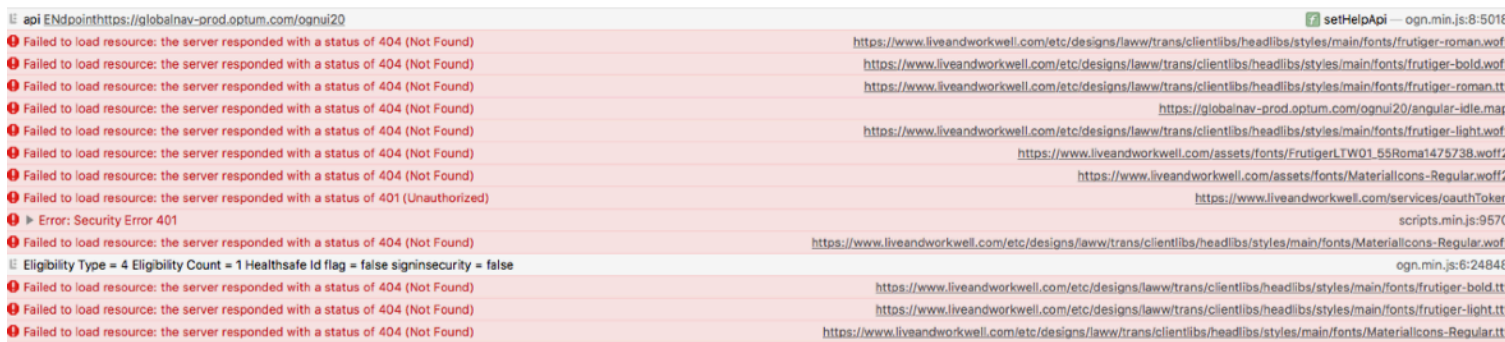 api ENdpointhttps://globalnav-prod.optum.com/ognui20 setHelpApi — ogn.min.js:8:5018
Failed to load resource: the server responded with a status of 404 (Not Found) https://www.liveandworkwell.com/etc/designs/laww/trans/clientlibs/headlibs/styles/main/fonts/frutiger-roman.wof
Failed to load resource: the server responded with a status of 404 (Not Found) https://www.liveandworkwell.com/etc/designs/laww/trans/clientlibs/headlibs/styles/main/fonts/frutiger-bold.wof
Failed to load resource: the server responded with a status of 404 (Not Found) https://www.liveandworkwell.com/etc/designs/laww/trans/clientlibs/headlibs/styles/main/fonts/frutiger-roman.tt
Failed to load resource: the server responded with a status of 404 (Not Found) https://globalnav-prod.optum.com/ognui20/angular-idle.map
Failed to load resource: the server responded with a status of 404 (Not Found) https://www.liveandworkwell.com/etc/designs/laww/trans/clientlibs/headlibs/styles/main/fonts/frutiger-light.wof
Failed to load resource: the server responded with a status of 404 (Not Found) https://www.liveandworkwell.com/assets/fonts/FrutigerLTW01_55Roma1475738.woff2
Failed to load resource: the server responded with a status of 404 (Not Found) https://www.liveandworkwell.com/assets/fonts/MaterialIcons-Regular.woff2
Failed to load resource: the server responded with a status of 401 (Unauthorized) https://www.liveandworkwell.com/services/oauthToken
Error: Security Error 401 scripts.min.js:9570
Failed to load resource: the server responded with a status of 404 (Not Found) https://www.liveandworkwell.com/etc/designs/laww/trans/clientlibs/headlibs/styles/main/fonts/MaterialIcons-Regular.wof
Eligibility Type = 4 Eligibility Count = 1 Healthsafe Id flag = false signinsecurity = false ogn.min.js:6:24848
Failed to load resource: the server responded with a status of 404 (Not Found) https://www.liveandworkwell.com/etc/designs/laww/trans/clientlibs/headlibs/styles/main/fonts/frutiger-bold.tt
Failed to load resource: the server responded with a status of 404 (Not Found) https://www.liveandworkwell.com/etc/designs/laww/trans/clientlibs/headlibs/styles/main/fonts/frutiger-light.tt
Failed to load resource: the server responded with a status of 404 (Not Found) https://www.liveandworkwell.com/etc/designs/laww/trans/clientlibs/headlibs/styles/main/fonts/MaterialIcons-Regular.tt